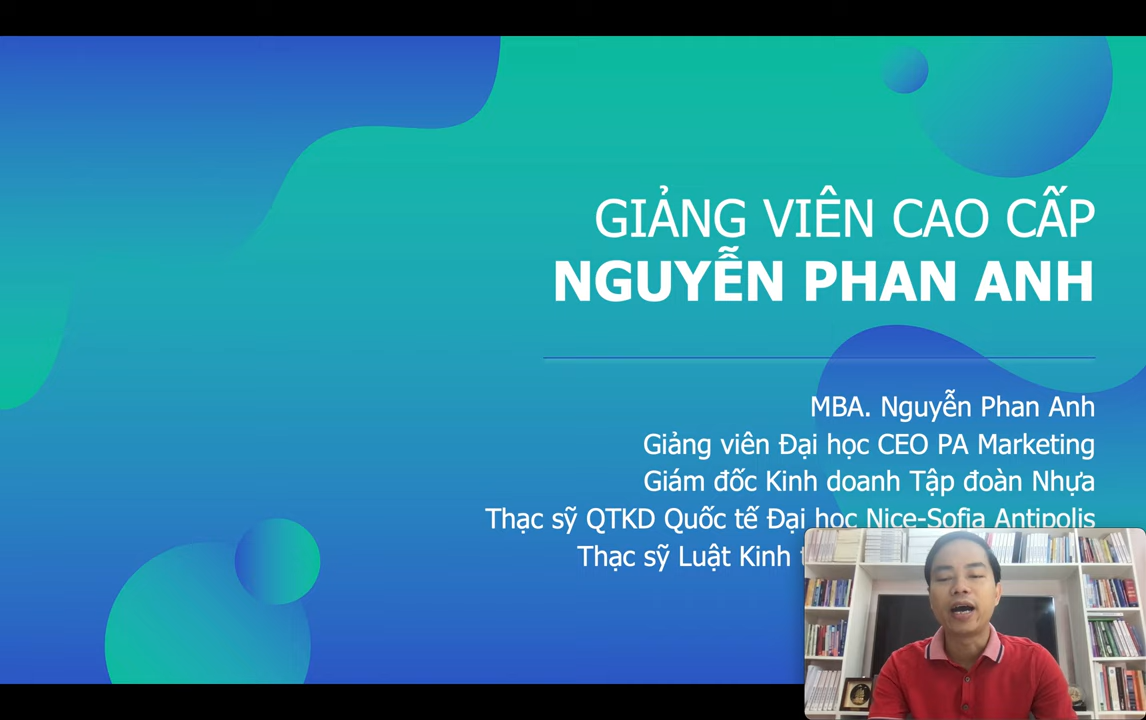 GIẢNG VIÊN CAO CẤP
NGUYỄN PHAN ANH
MBA. Nguyễn Phan Anh
Giảng viên Đại học CEO PA Marketing
Giám đốc Kinh doanh Tập đoàn Nhựa
Thạc sỹ QTKD Quốc tế Đại học Nice-Sofia Antipolis
Thạc sỹ Luật Kinh